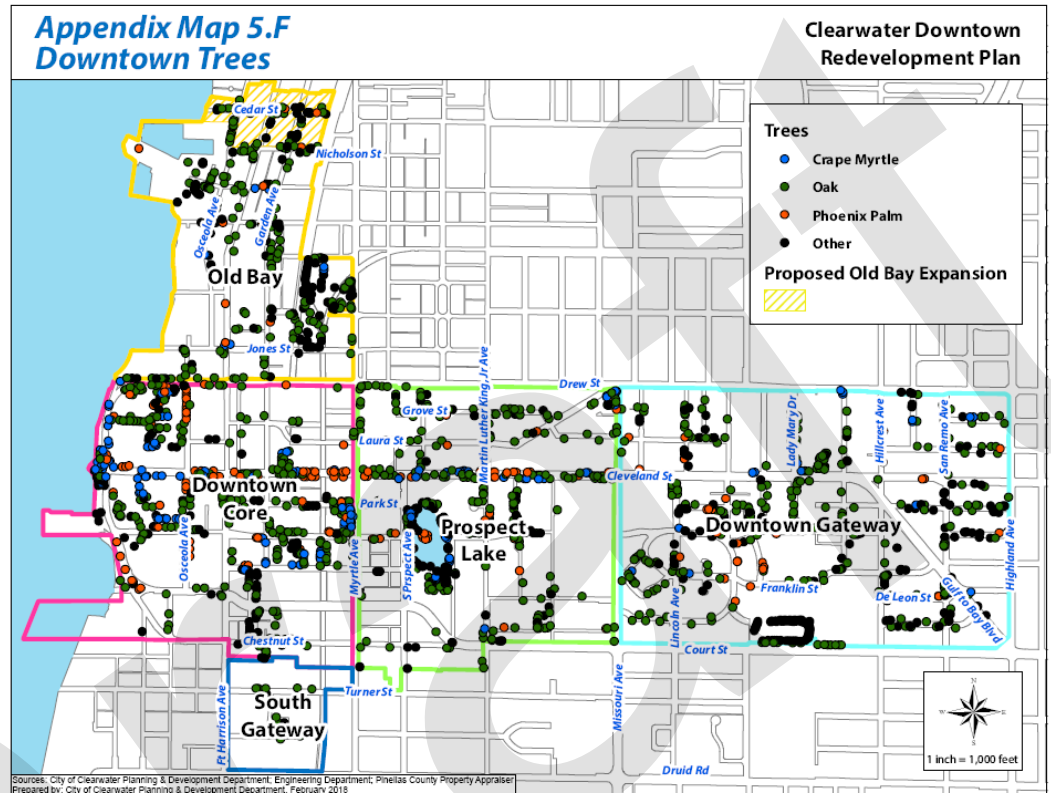 Appendix Map 5.F
Downtown Trees
Clearwater Downtown
Redevelopment Plan
Trees
Crape Myrtle
Oak
Phoenix Palm
Other
Proposed Old Bay Expansion
Cedar St
Nicholson St
Osceola Ave
Garden Ave
Old Bay
Jones St
Drew St
Martin Luther King, Jr Ave
Grove St
Laura St
Cleveland St
Lady Mary Dr
Hillcrest Ave
San Remo Ave
Downtown
Core
Osceola Ave
Park St
Myrtle Ave
S Prspect Ave
Prospect
Lake
Downtown Gateway
Highland Ave
Franklin St
De Leon St
Gulf to Bay Blvd
Lincoln Ave
Court St
Chestnut St
Turner St
Ft Harrison Ave
South
Gateway
Missouri Ave
Druid Rd
N
W
E
S
1 inch = 1,000 feet
Sources: City of Clearwater Planning & Development Department; Engineering Department; Pinellas County Property Appraiser
Prepared by: City of Clearwater Planning & Development Department, February 2018